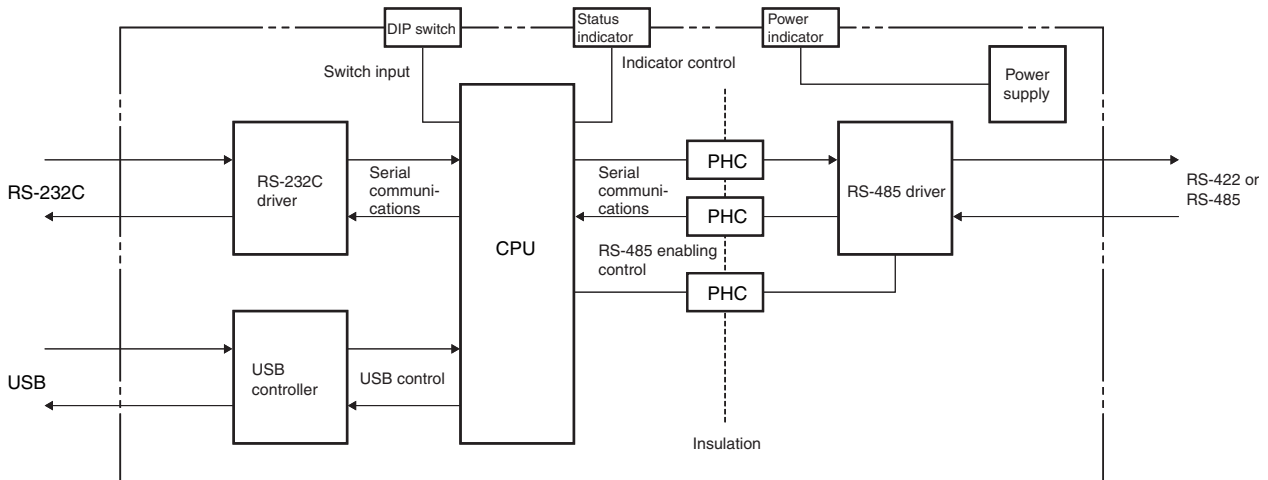 DIP switch
Status
indicator
Power
indicator
Switch input
Indicator control
Power
supply
RS-232C
RS-232C
driver
Serial
communi-
cations
CPU
Serial
communi-
cations
PHC
PHC
RS-485 driver
RS-422 or
RS-485
RS-485 enabling
control
PHC
USB
USB
controller
USB control
Insulation